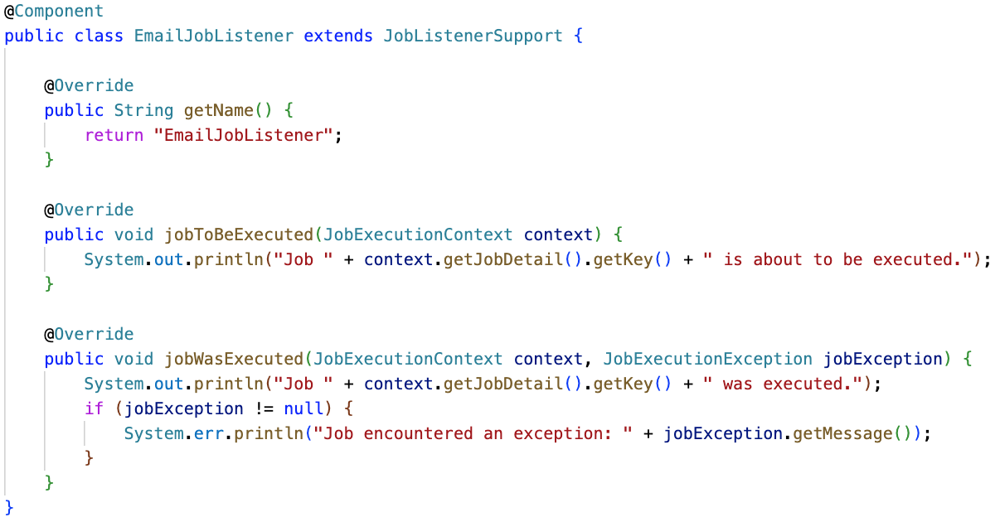 @Component
public class EmailJobListener extends JobListenerSupport {
@Override
public String getName() {
return "EmailJobListener";
}
@Override
public void jobToBeExecuted(JobExecutionContext context) {
System.out.println("Job " + context.getJobDetail().getKey() + " is about to be executed.");
}
@Override
public void jobWasExecuted(JobExecutionContext context, JobExecutionException jobException) {
System.out.println("Job " + context.getJobDetail().getKey() + " was executed.");
if (jobException != null) {
System.err.println("Job encountered an exception: " + jobException.getMessage());
}
}
}